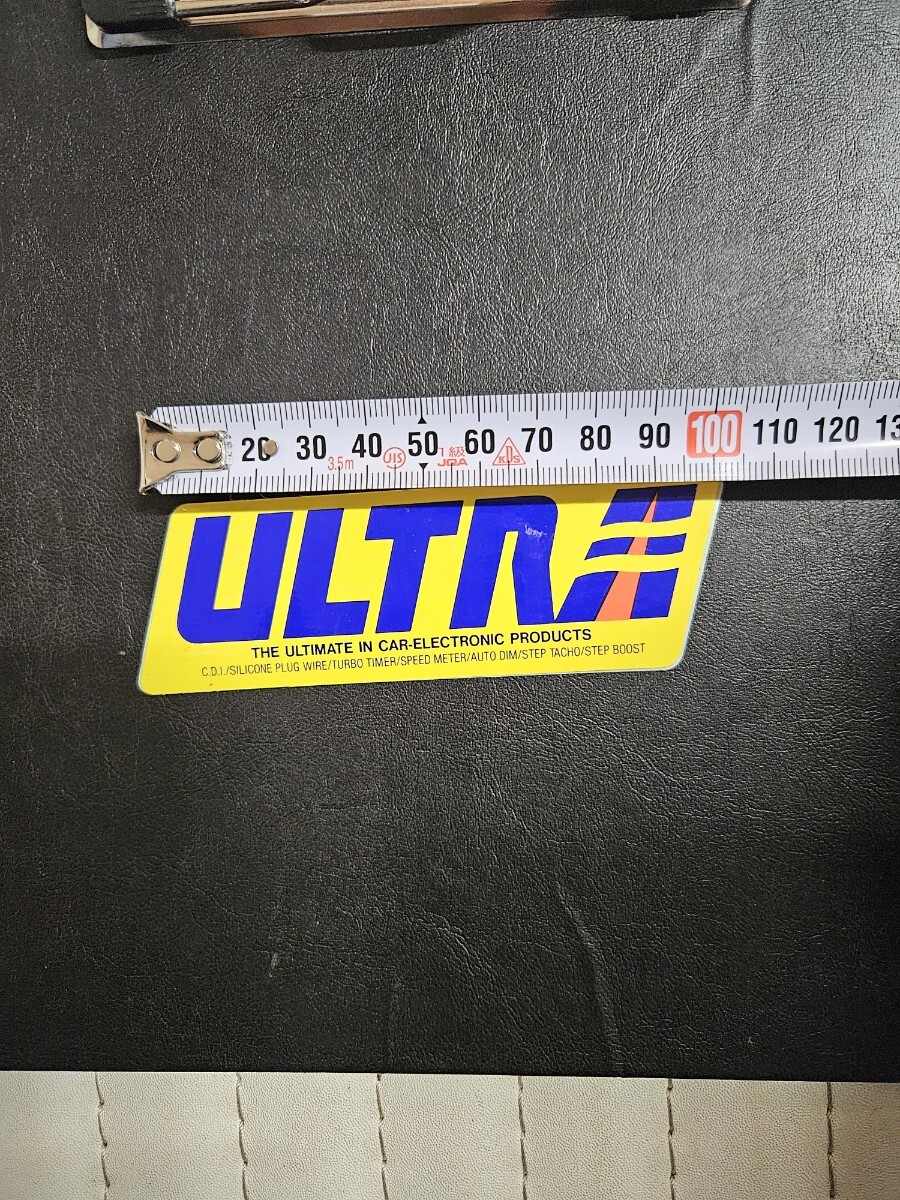 20 30 40 50 60 70 80 90 100 110 120 13
3.5m JIS 1級 JQA KDS
ULTRA
THE ULTIMATE IN CAR-ELECTRONIC PRODUCTS
C.D.I./SILICONE PLUG WIRE/TURBO TIMER/SPEED METER/AUTO DIM/STEP TACHO/STEP BOOST